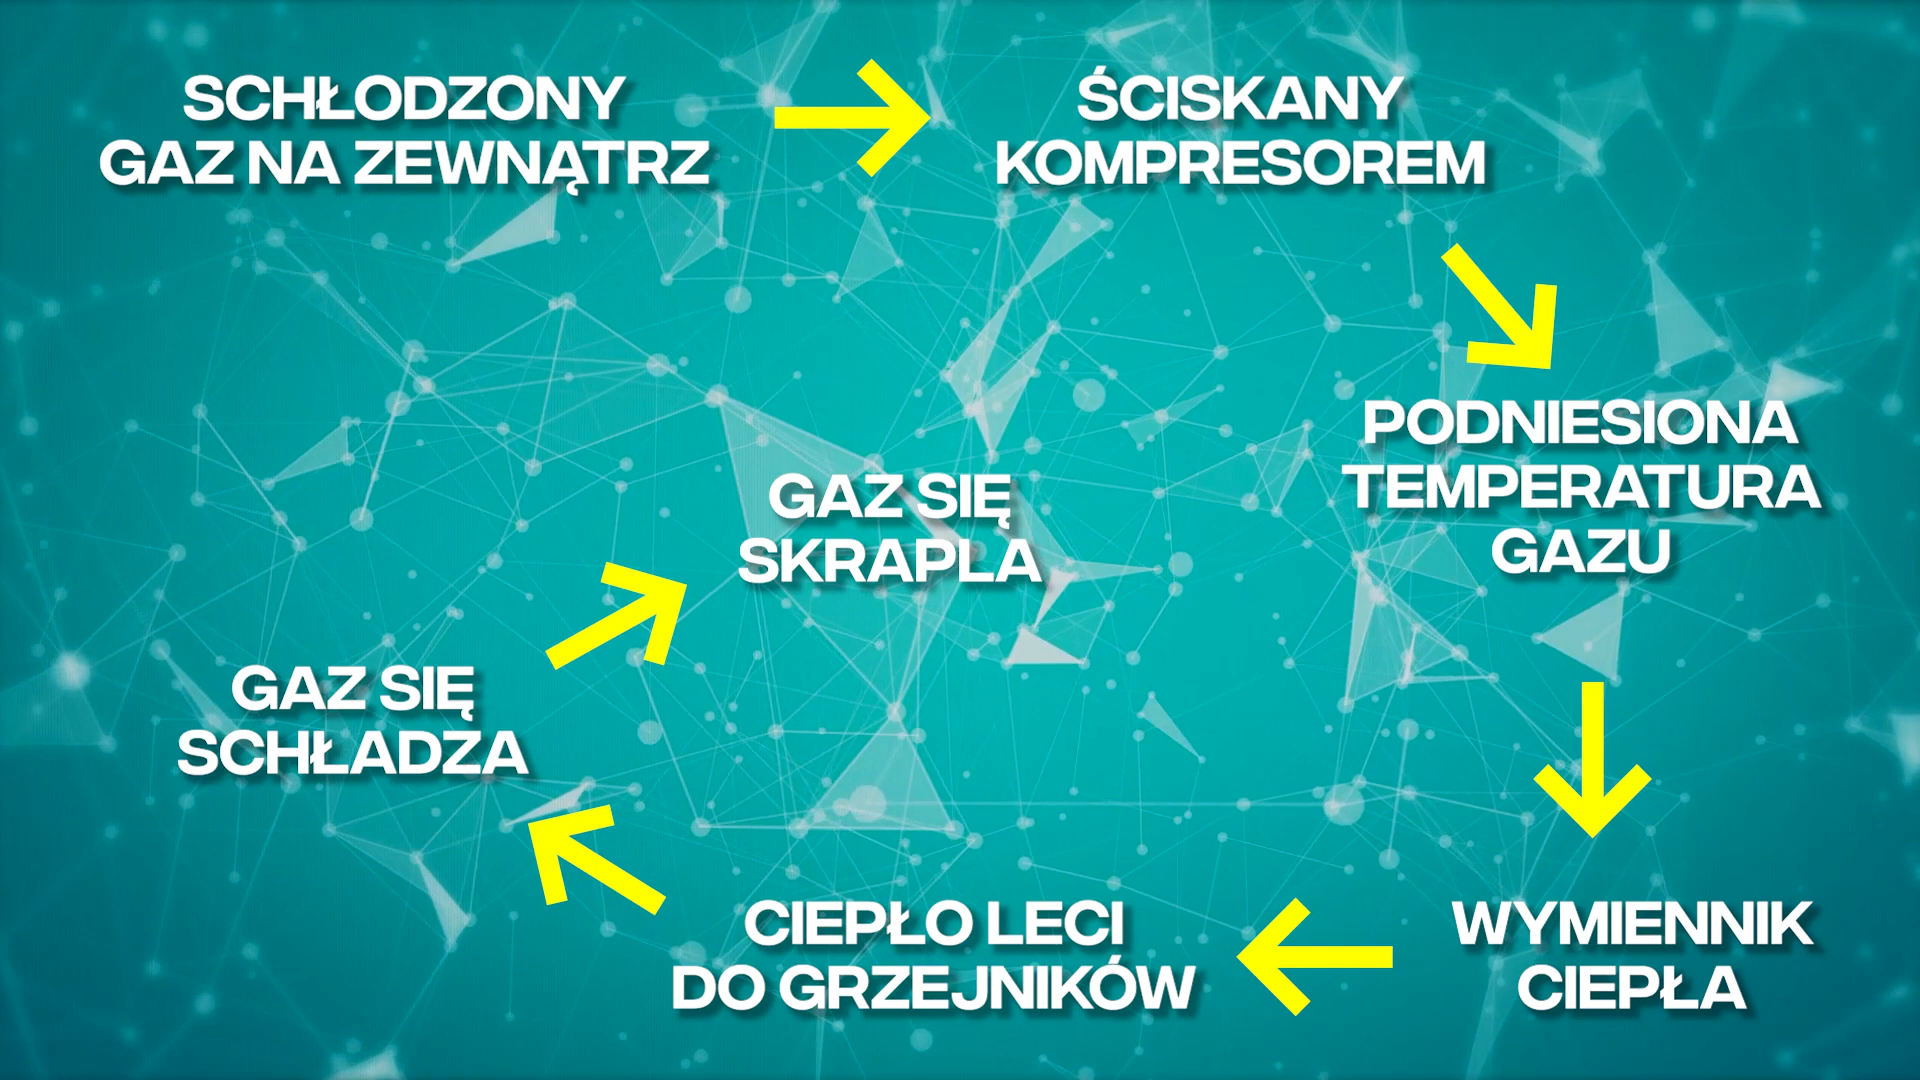 SCHŁODZONY
GAZ NA ZEWNĄTRZ
ŚCISKANY
KOMPRESOREM
PODNIESIONA
TEMPERATURA
GAZU
WYMIENNIK
CIEPŁA
CIEPŁO LECI
DO GRZEJNIKÓW
GAZ SIĘ
SCHŁADZA
GAZ SIĘ
SKRAPLA